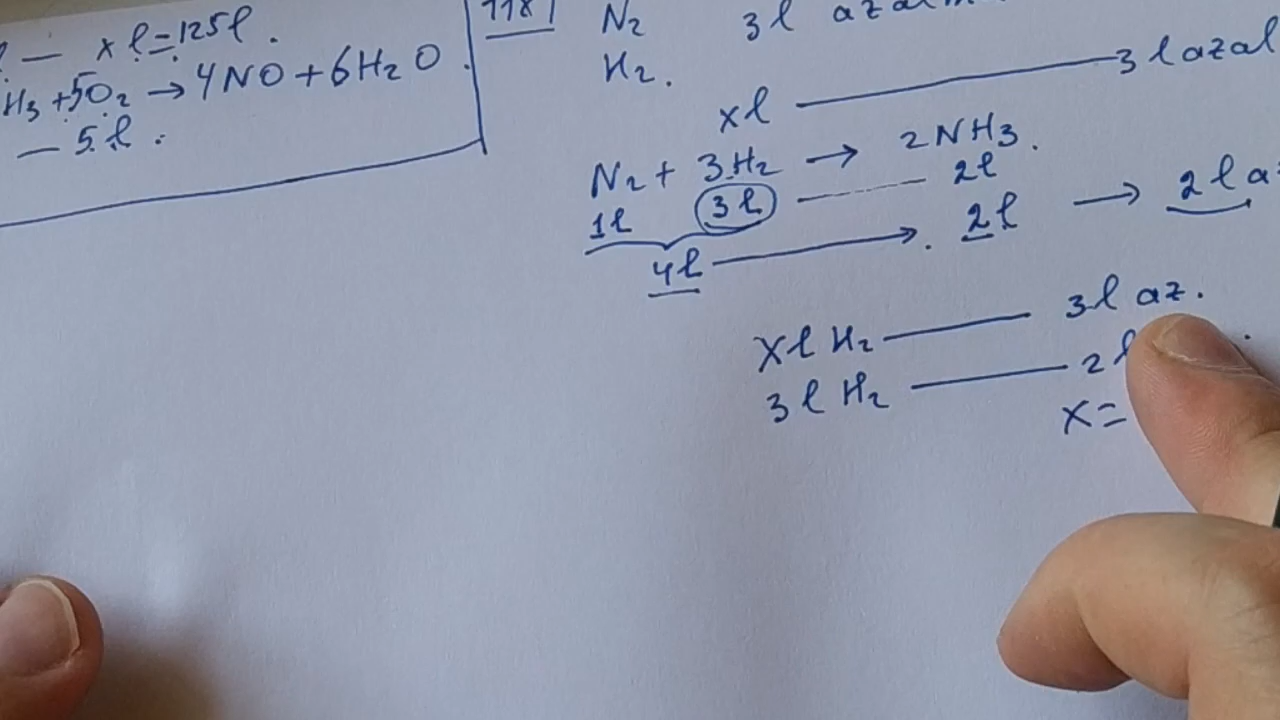 — x l = 125 l.
H3 + 5O2 → 4NO + 6H2O.
— 5 l.
118
N2 3 l
H2.
x l — 3 l azal
N2 + 3H2 → 2NH3.
1 l 3 l — 2 l
4 l → 2 l → 2 l
x l H2 — 3 l az.
3 l H2 — 2 l
x =